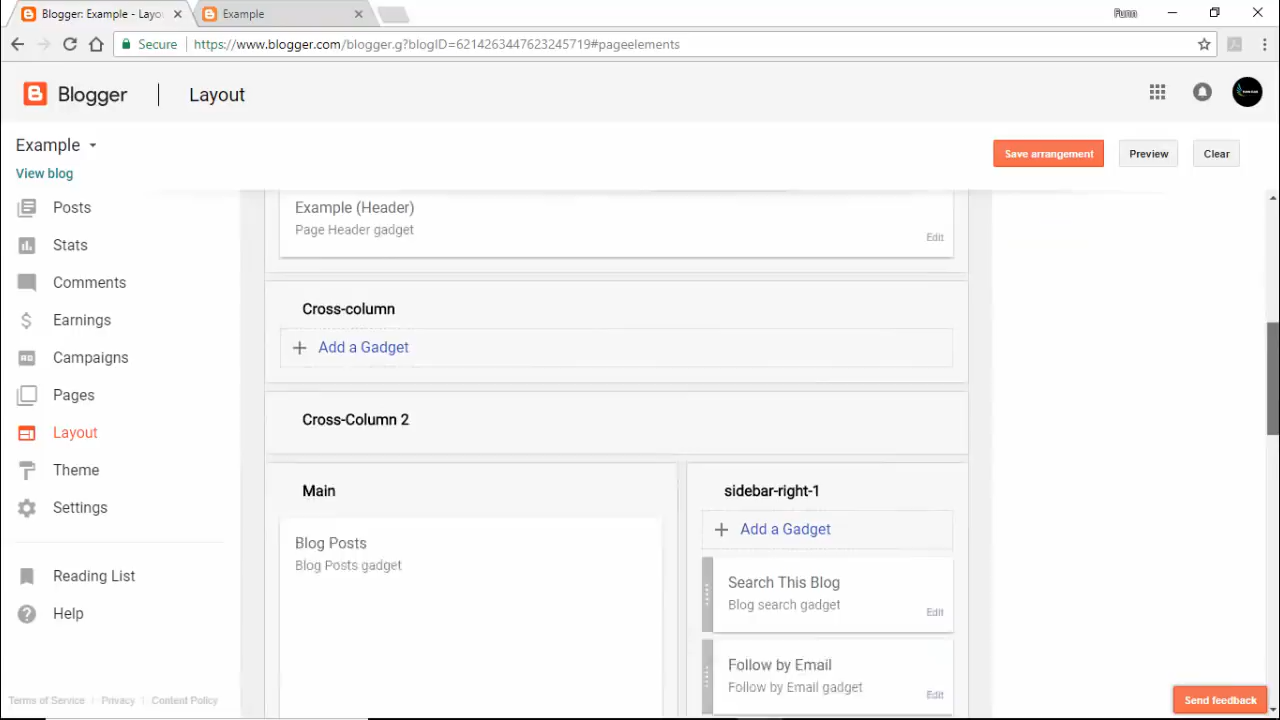 Blogger: Example - Layou
Example
Punn
Secure
https://www.blogger.com/blogger.g?blogID=6214263447623245719#pageelements
Blogger
Layout
Example
View blog
Save arrangement
Preview
Clear
Posts
Stats
Comments
Earnings
Campaigns
Pages
Layout
Theme
Settings
Reading List
Help
Terms of Service
Privacy
Content Policy
Example (Header)
Page Header gadget
Edit
Cross-column
+ Add a Gadget
Cross-Column 2
Main
Blog Posts
Blog Posts gadget
sidebar-right-1
+ Add a Gadget
Search This Blog
Blog search gadget
Edit
Follow by Email
Follow by Email gadget
Edit
Send feedback